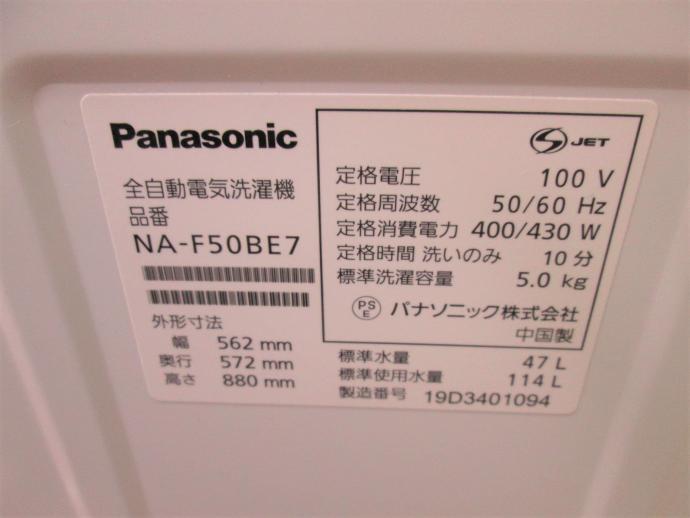 Panasonic
全自動電気洗濯機
品番
NA-F50BE7
外形寸法
幅 562 mm
奥行 572 mm
高さ 880 mm
S JET
定格電圧 100 V
定格周波数 50/60 Hz
定格消費電力 400/430 W
定格時間 洗いのみ 10 分
標準洗濯容量 5.0 kg
PS E パナソニック株式会社
中国製
標準水量 47 L
標準使用水量 114 L
製造番号 19D3401094